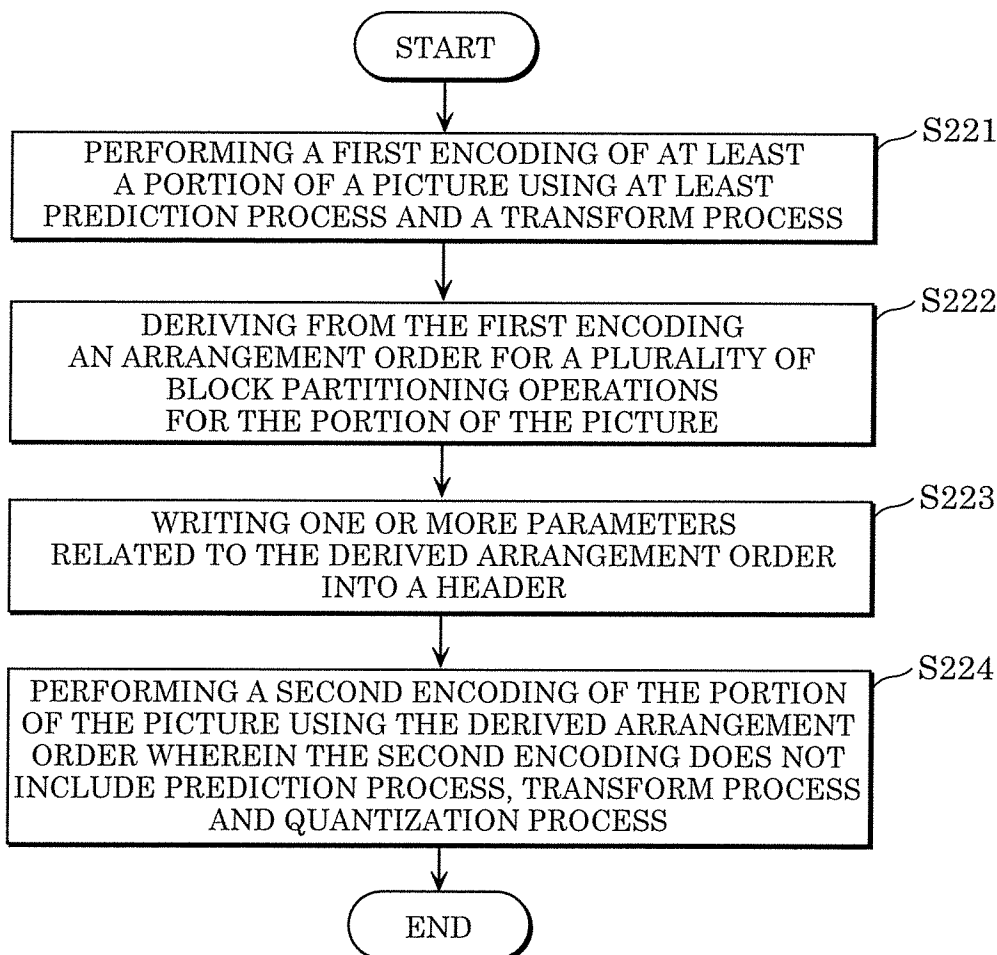 START
S221
PERFORMING A FIRST ENCODING OF AT LEAST
A PORTION OF A PICTURE USING AT LEAST
PREDICTION PROCESS AND A TRANSFORM PROCESS
S222
DERIVING FROM THE FIRST ENCODING
AN ARRANGEMENT ORDER FOR A PLURALITY OF
BLOCK PARTITIONING OPERATIONS
FOR THE PORTION OF THE PICTURE
S223
WRITING ONE OR MORE PARAMETERS
RELATED TO THE DERIVED ARRANGEMENT ORDER
INTO A HEADER
S224
PERFORMING A SECOND ENCODING OF THE PORTION
OF THE PICTURE USING THE DERIVED ARRANGEMENT
ORDER WHEREIN THE SECOND ENCODING DOES NOT
INCLUDE PREDICTION PROCESS, TRANSFORM PROCESS
AND QUANTIZATION PROCESS
END